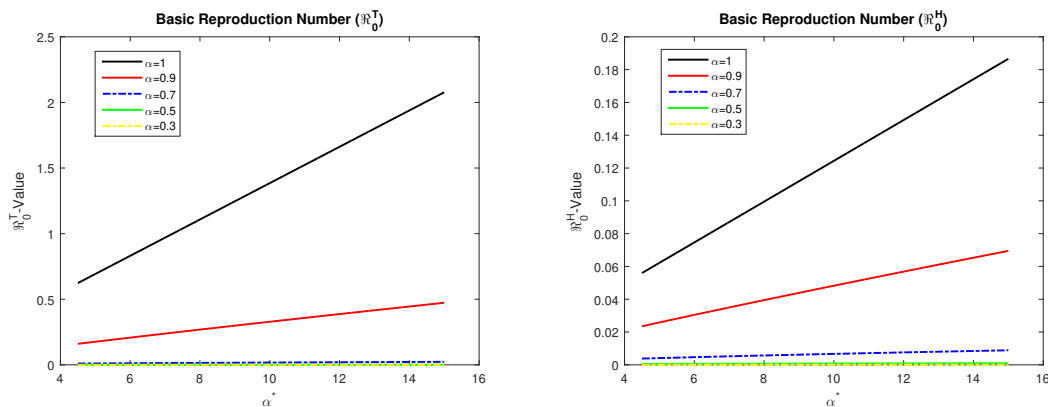 Basic Reproduction Number (ℜ₀ᵀ)
2.5
2
1.5
1
0.5
0
ℜ₀ᵀ-Value
α=1
α=0.9
α=0.7
α=0.5
α=0.3
4 6 8 10 12 14 16
α*
Basic Reproduction Number (ℜ₀ᴴ)
0.2
0.18
0.16
0.14
0.12
0.1
0.08
0.06
0.04
0.02
0
ℜ₀ᴴ-Value
α=1
α=0.9
α=0.7
α=0.5
α=0.3
4 6 8 10 12 14 16
α*